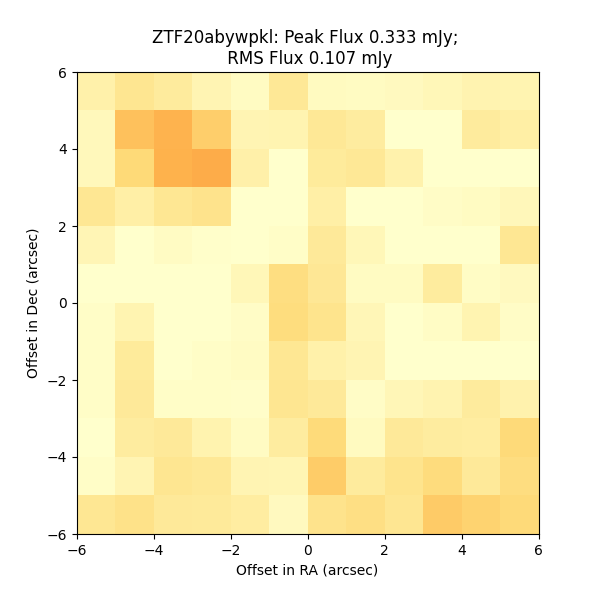 ZTF20abywpkl: Peak Flux 0.333 mJy;
RMS Flux 0.107 mJy
6
4
2
0
−2
−4
−6
Offset in Dec (arcsec)
−6 −4 −2 0 2 4 6
Offset in RA (arcsec)